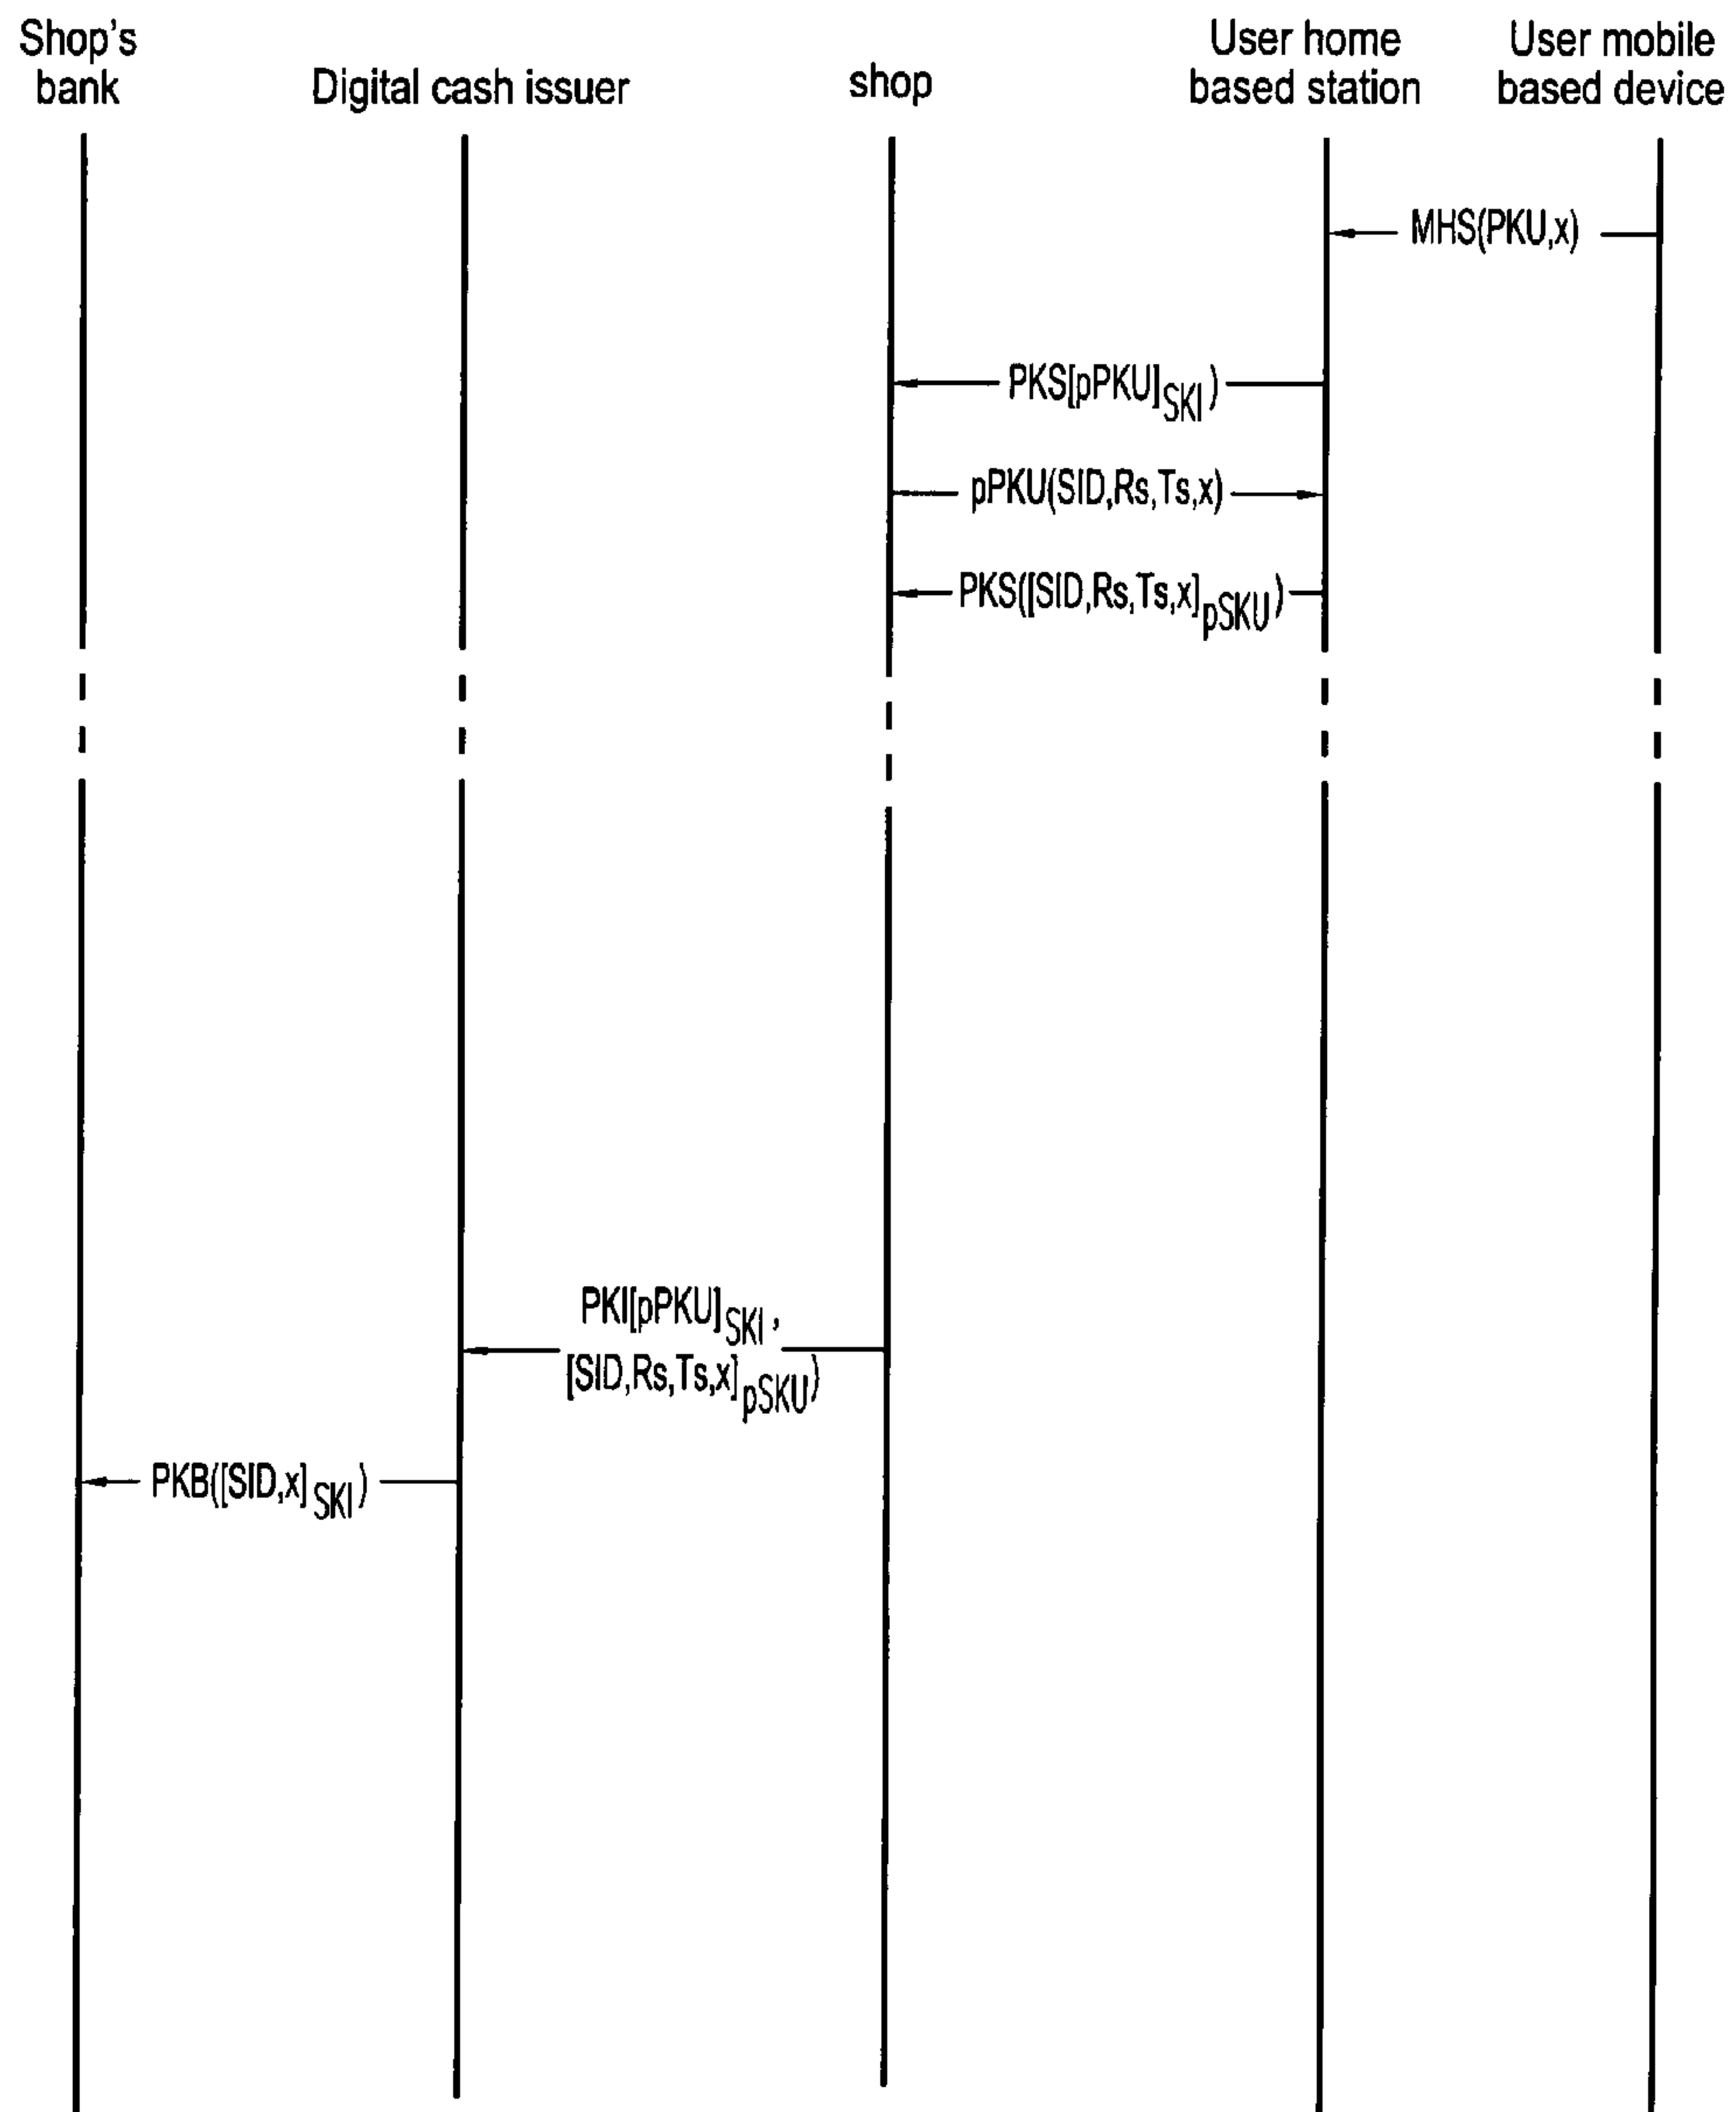 Shop's
bank
Digital cash issuer
shop
User home
based station
User mobile
based device
MHS(PKU,x)
PKS[pPKU]SKI)
pPKU(SID,Rs,Ts,x)
PKS([SID,Rs,Ts,x]pSKU)
PKI[pPKU]SKI,
[SID,Rs,Ts,x]pSKU)
PKB([SID,x]SKI)